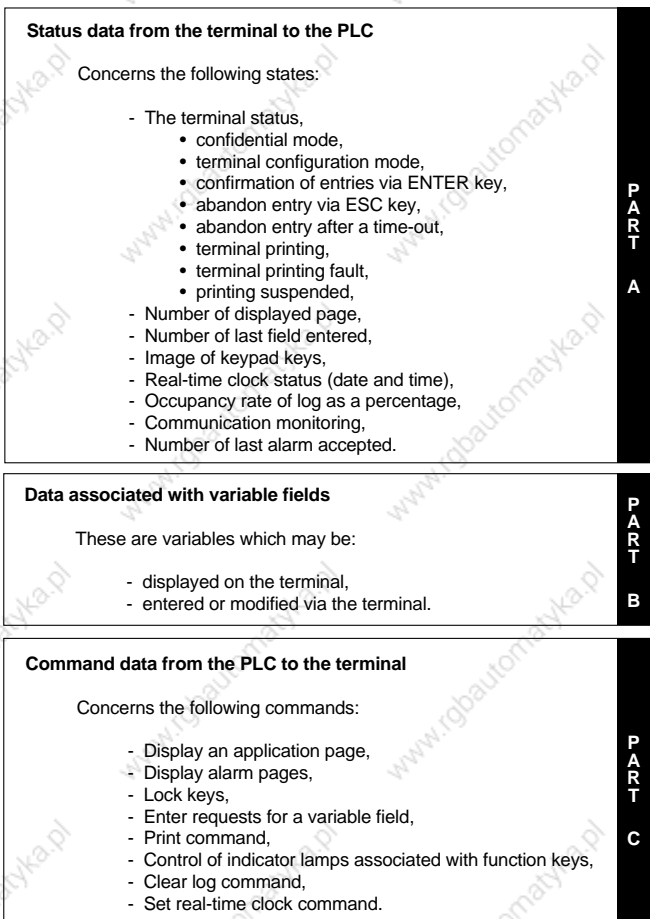 Status data from the terminal to the PLC
Concerns the following states:
- The terminal status,
• confidential mode,
• terminal configuration mode,
• confirmation of entries via ENTER key,
• abandon entry via ESC key,
• abandon entry after a time-out,
• terminal printing,
• terminal printing fault,
• printing suspended,
- Number of displayed page,
- Number of last field entered,
- Image of keypad keys,
- Real-time clock status (date and time),
- Occupancy rate of log as a percentage,
- Communication monitoring,
- Number of last alarm accepted.
PART A
Data associated with variable fields
These are variables which may be:
- displayed on the terminal,
- entered or modified via the terminal.
PART B
Command data from the PLC to the terminal
Concerns the following commands:
- Display an application page,
- Display alarm pages,
- Lock keys,
- Enter requests for a variable field,
- Print command,
- Control of indicator lamps associated with function keys,
- Clear log command,
- Set real-time clock command.
PART C
www.rgbautomatyka.pl